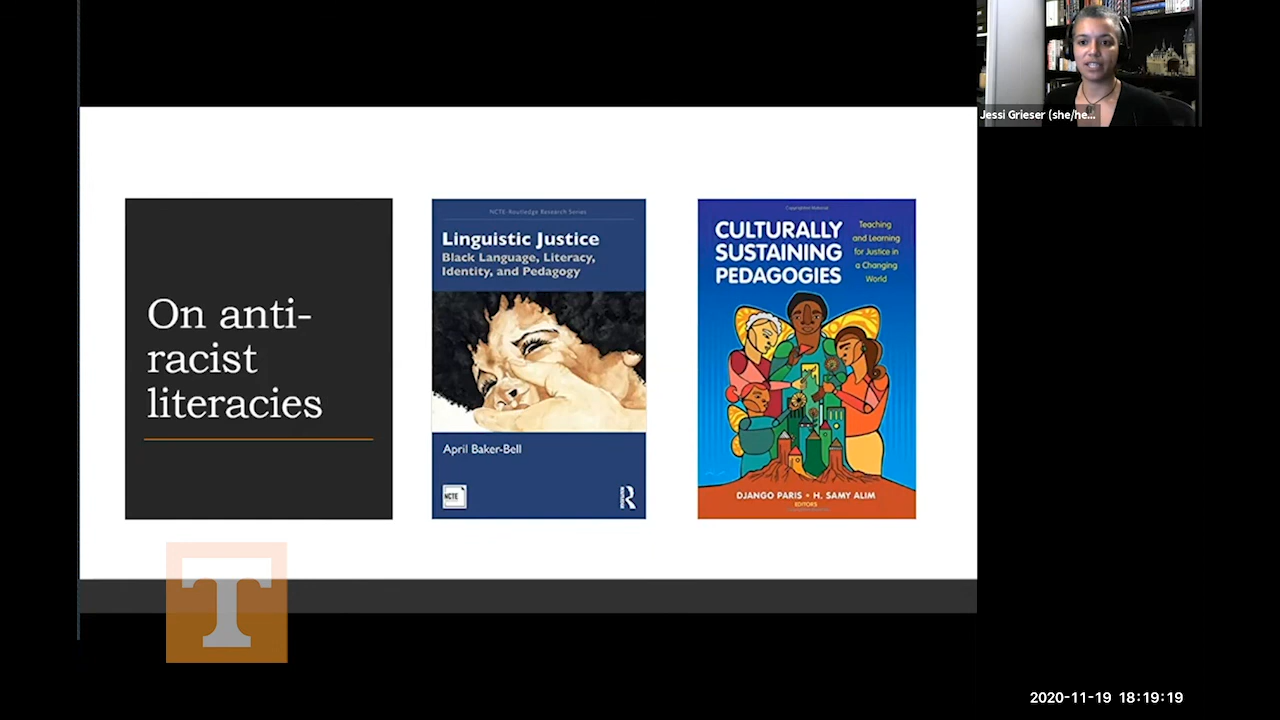 On anti-
racist
literacies
NCTE-Routledge Research Series
Linguistic Justice
Black Language, Literacy,
Identity, and Pedagogy
April Baker-Bell
NCTE
R
CULTURALLY
SUSTAINING
PEDAGOGIES
Teaching
and Learning
for Justice in
a Changing
World
DJANGO PARIS • H. SAMY ALIM
EDITORS
Jessi Grieser (she/he...
T
2020-11-19 18:19:19